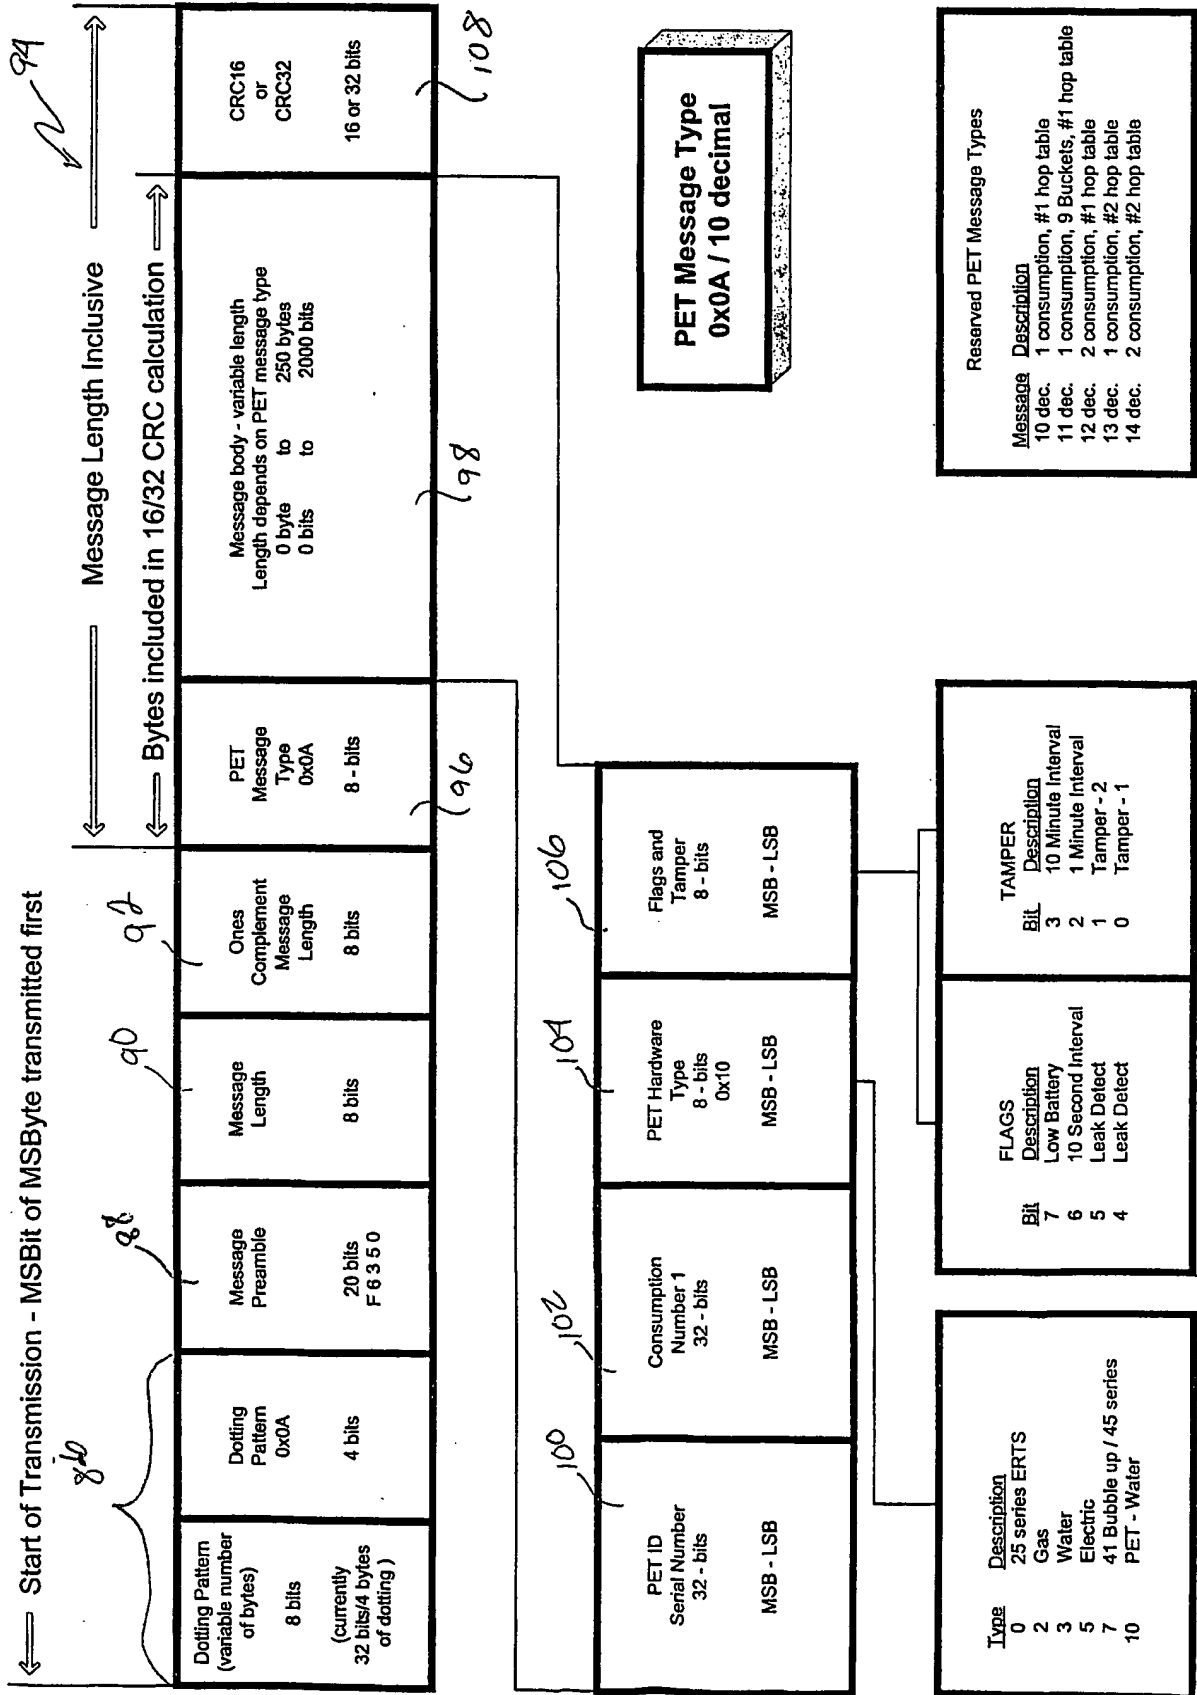 Start of Transmission - MSBit of MSByte transmitted first
94
Message Length Inclusive
Bytes included in 16/32 CRC calculation
86
88
90
92
Dotting Pattern
(variable number
of bytes)
8 bits
(currently
32 bits/4 bytes
of dotting )
Dotting
Pattern
0x0A
4 bits
Message
Preamble
20 bits
F 6 3 5 0
Message
Length
8 bits
Ones
Complement
Message
Length
8 bits
PET
Message
Type
0x0A
8 - bits
Message body - variable length
Length depends on PET message type
0 byte to 250 bytes
0 bits to 2000 bits
CRC16
or
CRC32
16 or 32 bits
96
98
108
100
102
104
106
PET ID
Serial Number
32 - bits
MSB - LSB
Consumption
Number 1
32 - bits
MSB - LSB
PET Hardware
Type
8 - bits
0x10
MSB - LSB
Flags and
Tamper
8 - bits
MSB - LSB
PET Message Type
0x0A / 10 decimal
Type Description
0 25 series ERTS
2 Gas
3 Water
5 Electric
7 41 Bubble up / 45 series
10 PET - Water
FLAGS
Bit Description
7 Low Battery
6 10 Second Interval
5 Leak Detect
4 Leak Detect
TAMPER
Bit Description
3 10 Minute Interval
2 1 Minute Interval
1 Tamper - 2
0 Tamper - 1
Reserved PET Message Types
Message Description
10 dec. 1 consumption, #1 hop table
11 dec. 1 consumption, 9 Buckets, #1 hop table
12 dec. 2 consumption, #1 hop table
13 dec. 1 consumption, #2 hop table
14 dec. 2 consumption, #2 hop table